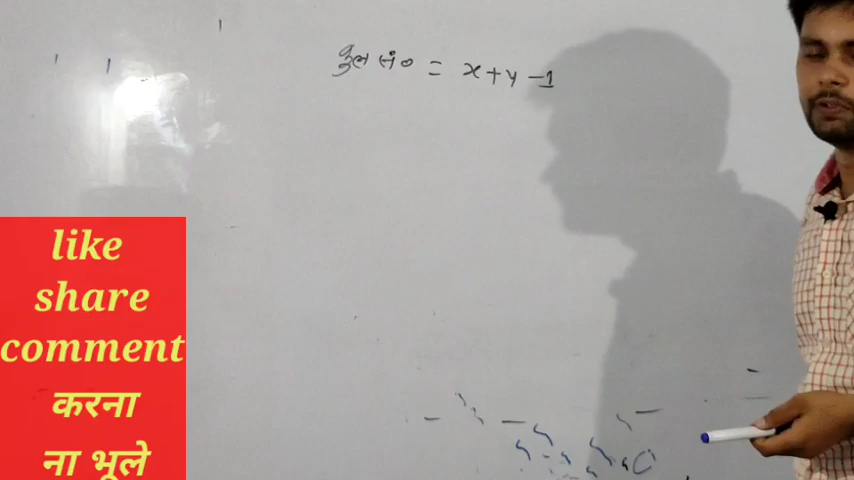 कुल सं० = x + y - 1
like
share
comment
करना
ना भूले